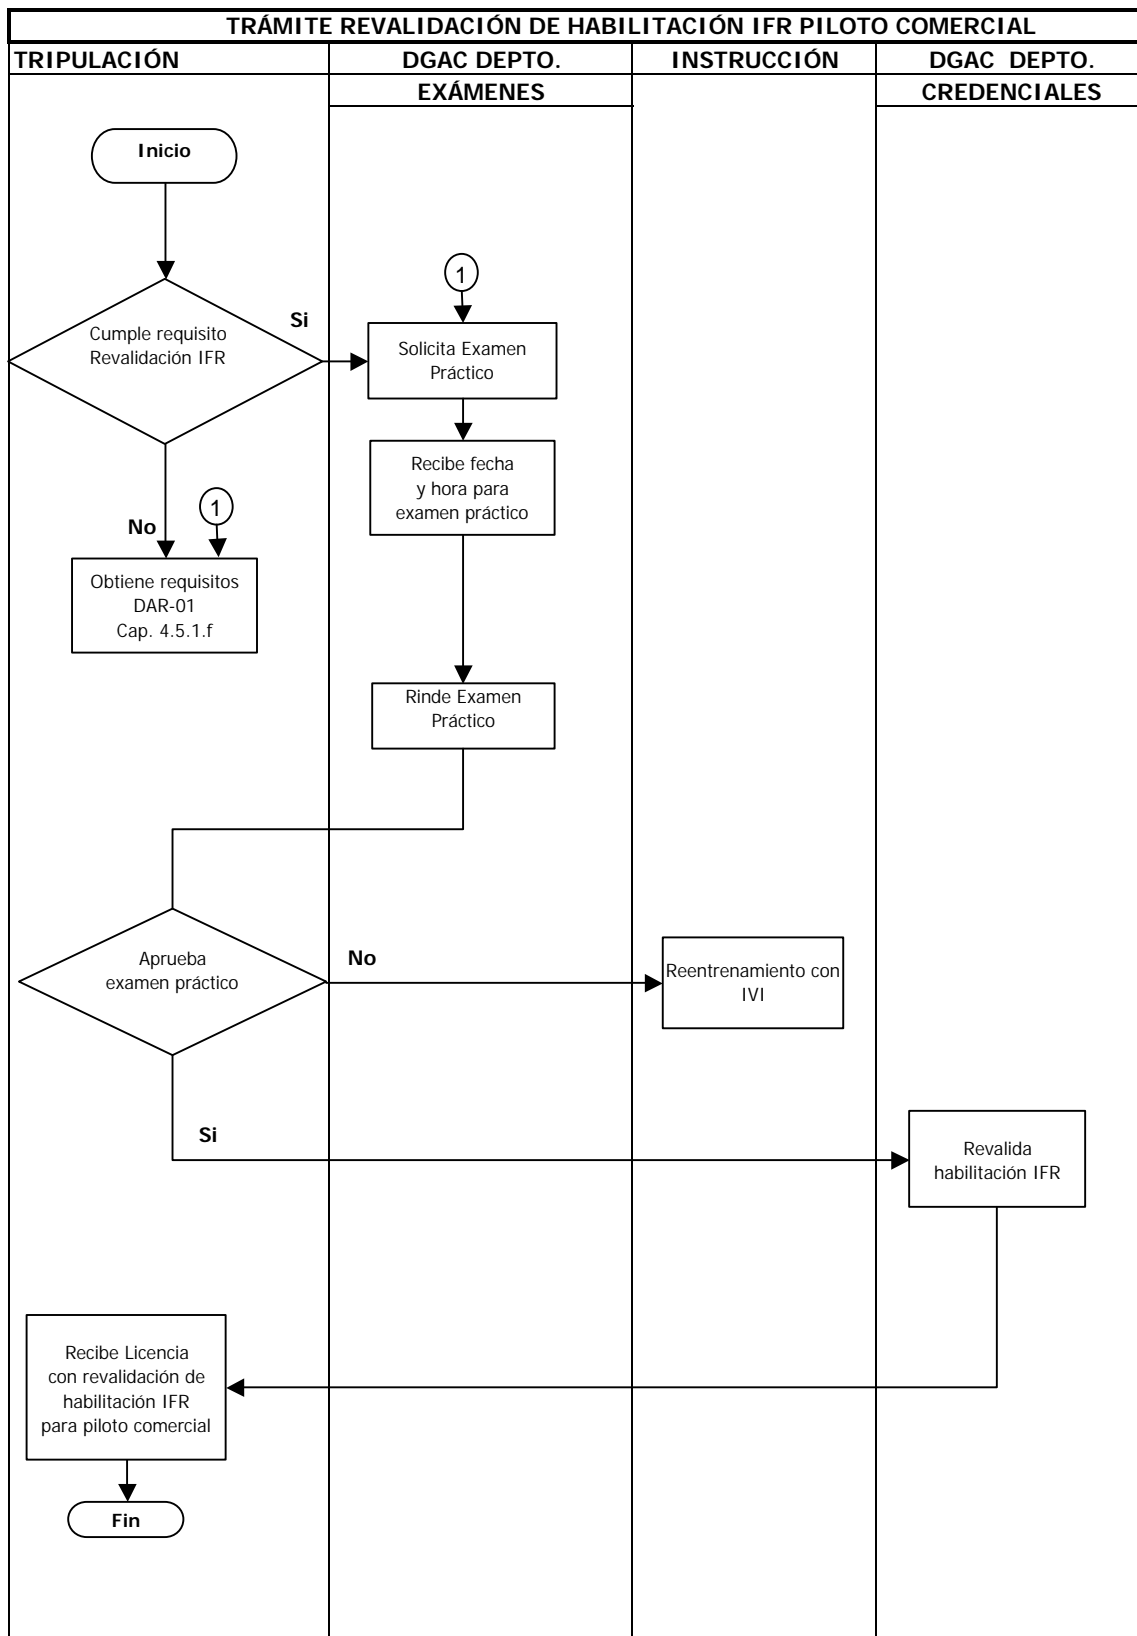 TRÁMITE REVALIDACIÓN DE HABILITACIÓN IFR PILOTO COMERCIAL
TRIPULACIÓN
DGAC DEPTO.
INSTRUCCIÓN
DGAC DEPTO.
EXÁMENES
CREDENCIALES
Inicio
1
Cumple requisito
Revalidación IFR
Si
Solicita Examen
Práctico
Recibe fecha
y hora para
examen práctico
No
1
Obtiene requisitos
DAR-01
Cap. 4.5.1.f
Rinde Examen
Práctico
Aprueba
examen práctico
No
Reentrenamiento con
IVI
Si
Revalida
habilitación IFR
Recibe Licencia
con revalidación de
habilitación IFR
para piloto comercial
Fin